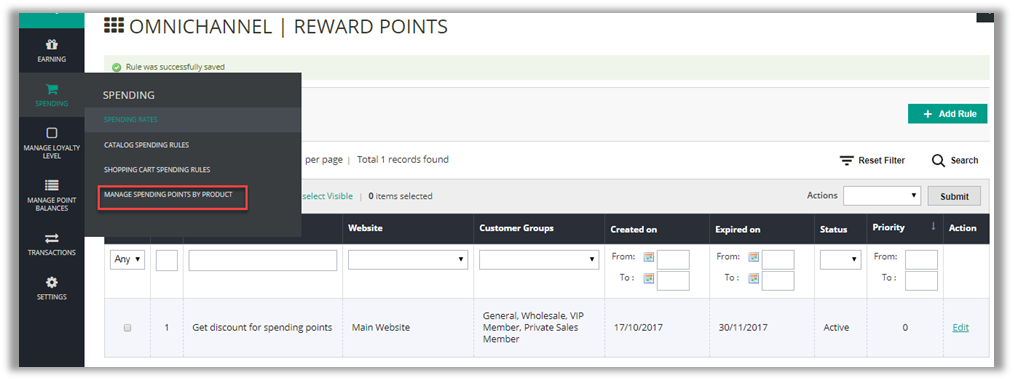 OMNICHANNEL | REWARD POINTS
EARNING
Rule was successfully saved
SPENDING
SPENDING
SPENDING RATES
CATALOG SPENDING RULES
SHOPPING CART SPENDING RULES
MANAGE SPENDING POINTS BY PRODUCT
MANAGE LOYALTY
LEVEL
MANAGE POINT
BALANCES
TRANSACTIONS
SETTINGS
+ Add Rule
per page | Total 1 records found
Reset Filter Search
select Visible | 0 items selected
Actions Submit
Website Customer Groups Created on Expired on Status Priority ↓ Action
Any From: From: From:
To : To : To :
1 Get discount for spending points Main Website General, Wholesale, VIP
Member, Private Sales
Member
17/10/2017 30/11/2017 Active 0 Edit